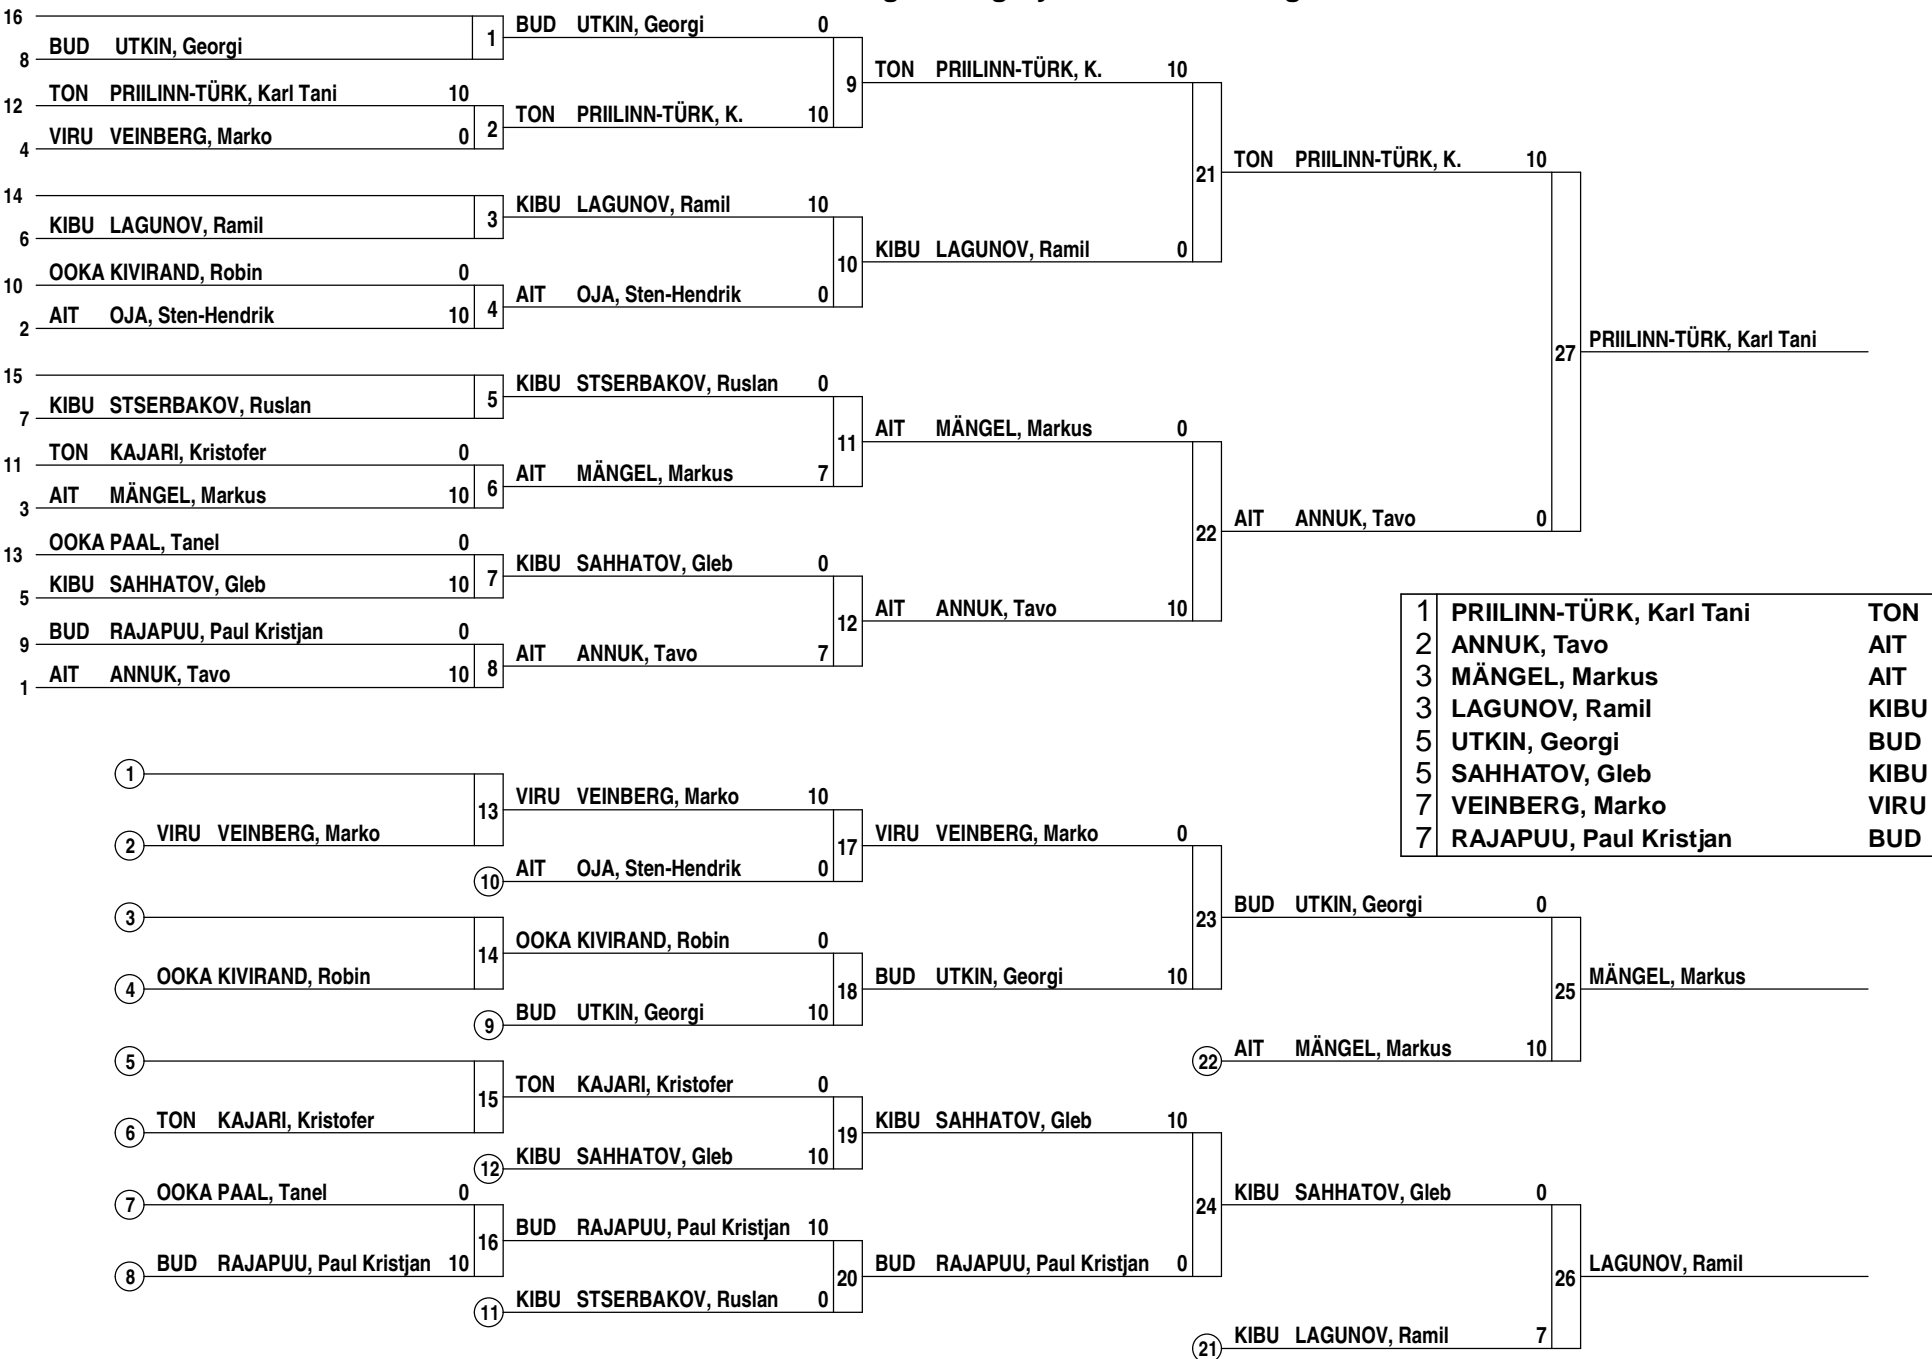 16
BUD UTKIN, Georgi
8
1
BUD UTKIN, Georgi 0
12
TON PRIILINN-TÜRK, Karl Tani 10
VIRU VEINBERG, Marko 0
4
2
TON PRIILINN-TÜRK, K. 10
9
TON PRIILINN-TÜRK, K. 10
14
KIBU LAGUNOV, Ramil
6
3
KIBU LAGUNOV, Ramil 10
10
OOKA KIVIRAND, Robin 0
AIT OJA, Sten-Hendrik 10
2
4
AIT OJA, Sten-Hendrik 0
10
KIBU LAGUNOV, Ramil 0
21
TON PRIILINN-TÜRK, K. 10
15
KIBU STSERBAKOV, Ruslan
7
5
KIBU STSERBAKOV, Ruslan 0
11
TON KAJARI, Kristofer 0
AIT MÄNGEL, Markus 10
3
6
AIT MÄNGEL, Markus 7
11
AIT MÄNGEL, Markus 0
13
OOKA PAAL, Tanel 0
KIBU SAHHATOV, Gleb 10
5
7
KIBU SAHHATOV, Gleb 0
9
BUD RAJAPUU, Paul Kristjan 0
AIT ANNUK, Tavo 10
1
8
AIT ANNUK, Tavo 7
12
AIT ANNUK, Tavo 10
22
AIT ANNUK, Tavo 0
27
PRIILINN-TÜRK, Karl Tani
1 PRIILINN-TÜRK, Karl Tani TON
2 ANNUK, Tavo AIT
3 MÄNGEL, Markus AIT
3 LAGUNOV, Ramil KIBU
5 UTKIN, Georgi BUD
5 SAHHATOV, Gleb KIBU
7 VEINBERG, Marko VIRU
7 RAJAPUU, Paul Kristjan BUD
1
2
VIRU VEINBERG, Marko
13
VIRU VEINBERG, Marko 10
10
AIT OJA, Sten-Hendrik 0
17
VIRU VEINBERG, Marko 0
3
4
OOKA KIVIRAND, Robin
14
OOKA KIVIRAND, Robin 0
9
BUD UTKIN, Georgi 10
18
BUD UTKIN, Georgi 10
23
BUD UTKIN, Georgi 0
22
AIT MÄNGEL, Markus 10
25
MÄNGEL, Markus
5
6
TON KAJARI, Kristofer
15
TON KAJARI, Kristofer 0
12
KIBU SAHHATOV, Gleb 10
19
KIBU SAHHATOV, Gleb 10
7
OOKA PAAL, Tanel 0
8
BUD RAJAPUU, Paul Kristjan 10
16
BUD RAJAPUU, Paul Kristjan 10
11
KIBU STSERBAKOV, Ruslan 0
20
BUD RAJAPUU, Paul Kristjan 0
24
KIBU SAHHATOV, Gleb 0
21
KIBU LAGUNOV, Ramil 7
26
LAGUNOV, Ramil